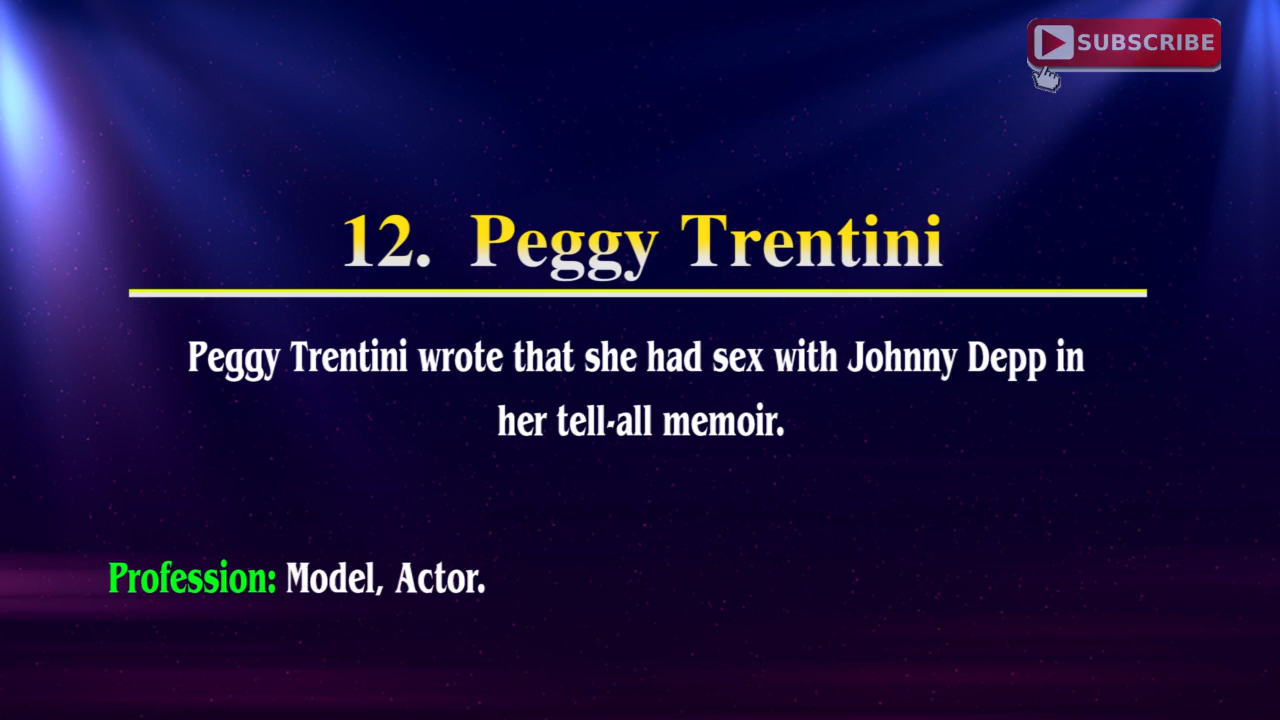 SUBSCRIBE
12. Peggy Trentini
Peggy Trentini wrote that she had sex with Johnny Depp in
her tell-all memoir.
Profession: Model, Actor.